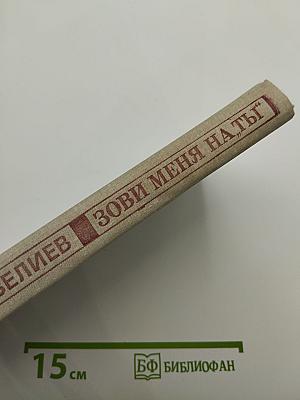 ВЕЛИЕВ ЗОВИ МЕНЯ НА „ТЫ“
15 см БФ БИБЛИОФАН